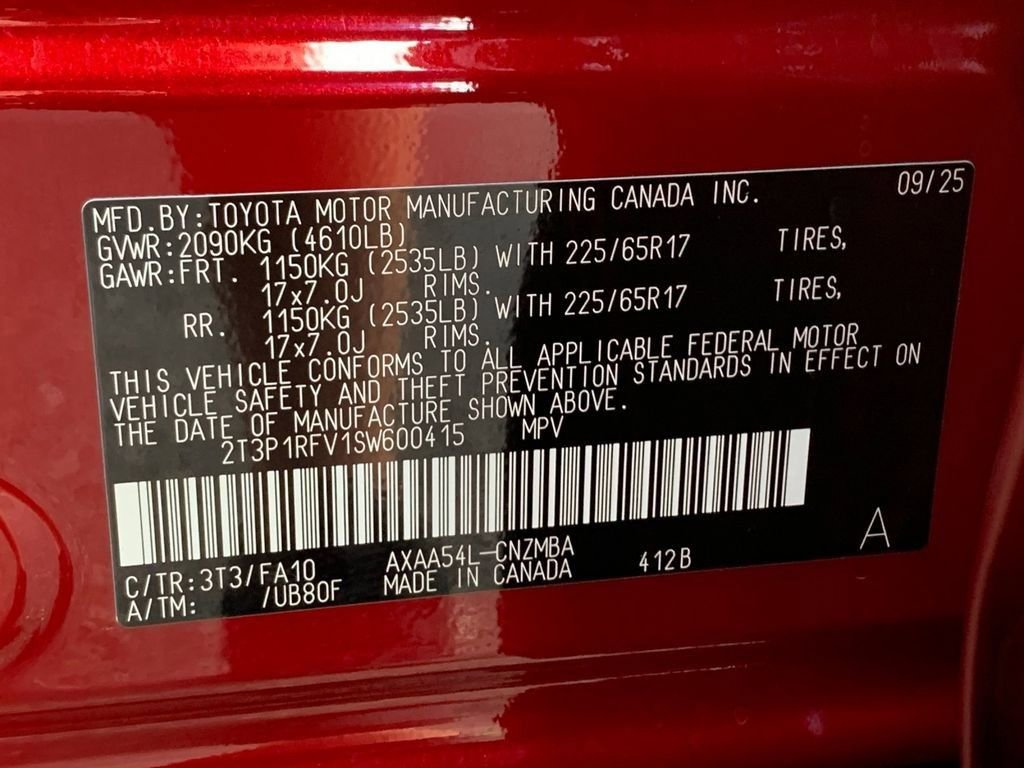 09/25
MFD.BY:TOYOTA MOTOR MANUFACTURING CANADA INC.
GVWR:2090KG (4610LB)
GAWR:FRT. 1150KG (2535LB) WITH 225/65R17 TIRES,
17x7.0J RIMS.
RR. 1150KG (2535LB) WITH 225/65R17 TIRES,
17x7.0J RIMS.
THIS VEHICLE CONFORMS TO ALL APPLICABLE FEDERAL MOTOR
VEHICLE SAFETY AND THEFT PREVENTION STANDARDS IN EFFECT ON
THE DATE OF MANUFACTURE SHOWN ABOVE.
2T3P1RFV1SW600415 MPV
C/TR:3T3/FA10 AXAA54L-CNZMBA 412B A
A/TM: /UB80F MADE IN CANADA